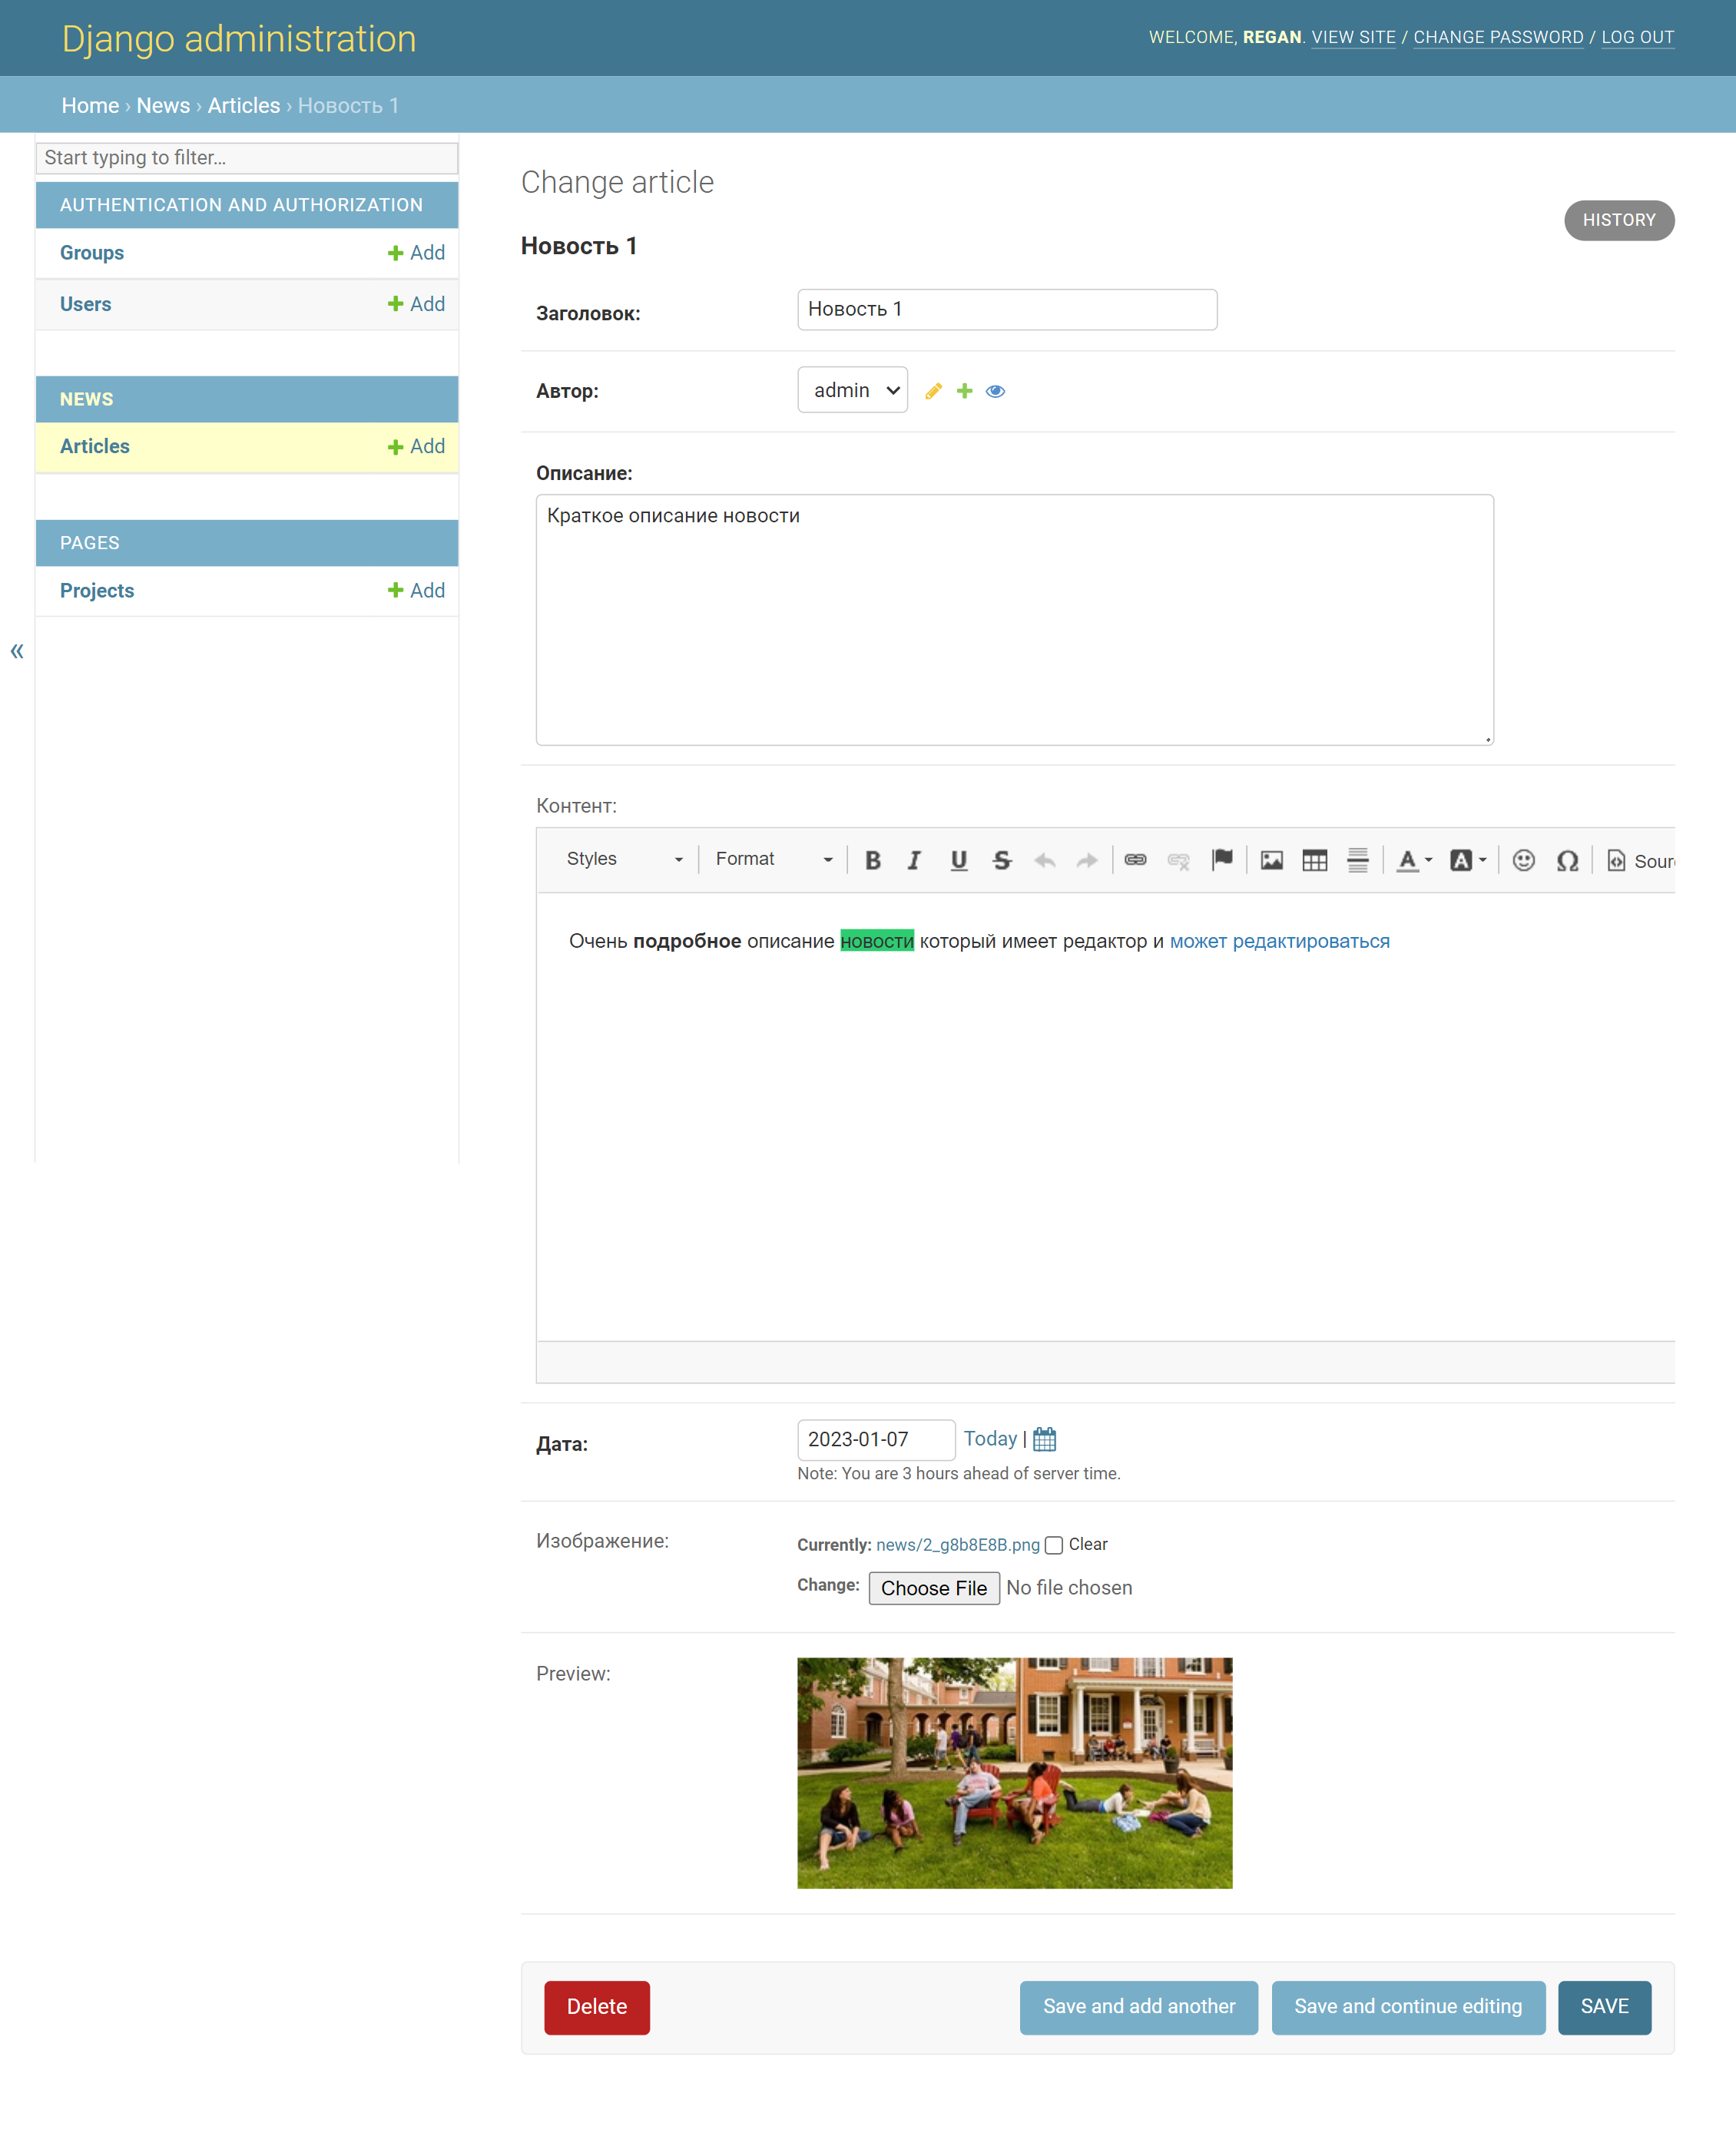 Django administration
WELCOME, REGAN. VIEW SITE / CHANGE PASSWORD / LOG OUT
Home › News › Articles › Новость 1
Start typing to filter...
AUTHENTICATION AND AUTHORIZATION
Groups Add
Users Add
NEWS
Articles Add
PAGES
Projects Add
«
Change article
HISTORY
Новость 1
Заголовок: Новость 1
Автор: admin
Описание:
Краткое описание новости
Контент:
Styles Format B I U S A A Ω Sour
Очень подробное описание новости который имеет редактор и может редактироваться
Дата: 2023-01-07 Today |
Note: You are 3 hours ahead of server time.
Изображение: Currently: news/2_g8b8E8B.png Clear
Change: Choose File No file chosen
Preview:
Delete Save and add another Save and continue editing SAVE